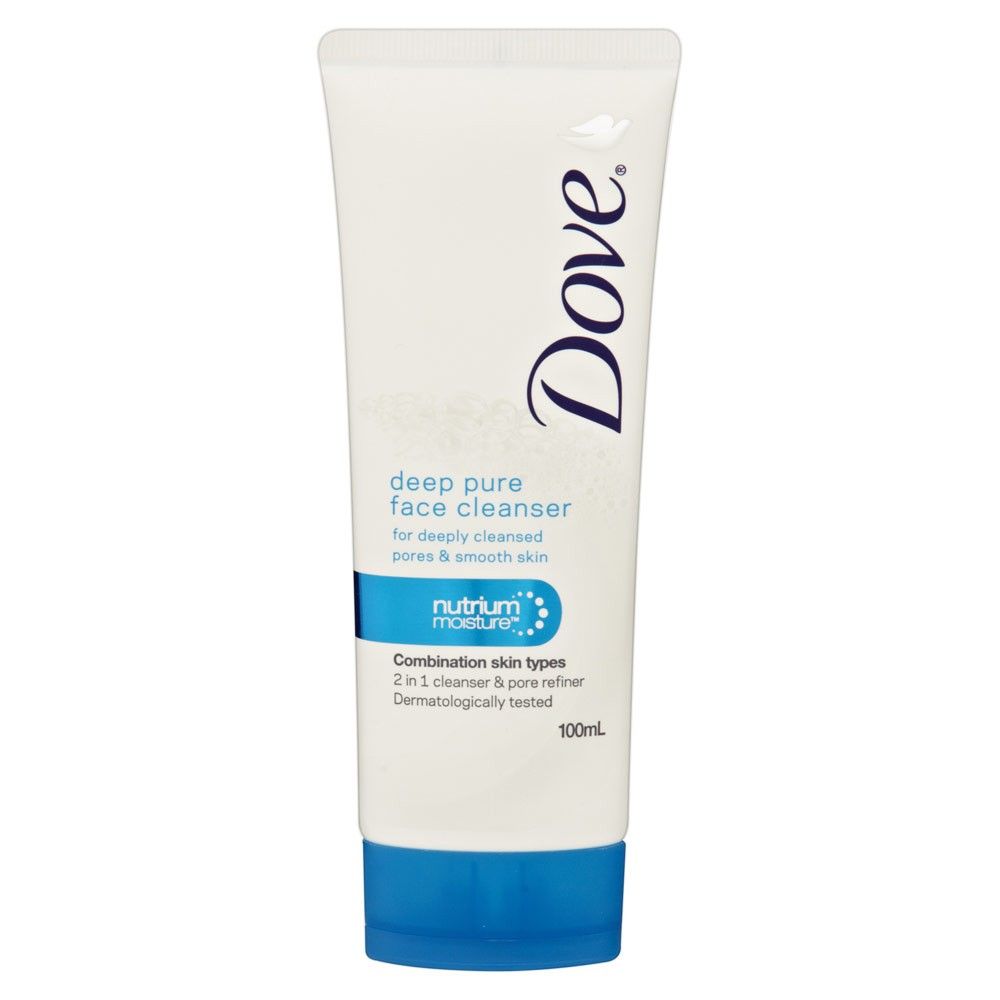 Dove®
deep pure
face cleanser
for deeply cleansed
pores & smooth skin
nutrium
moisture™
Combination skin types
2 in 1 cleanser & pore refiner
Dermatologically tested
100mL